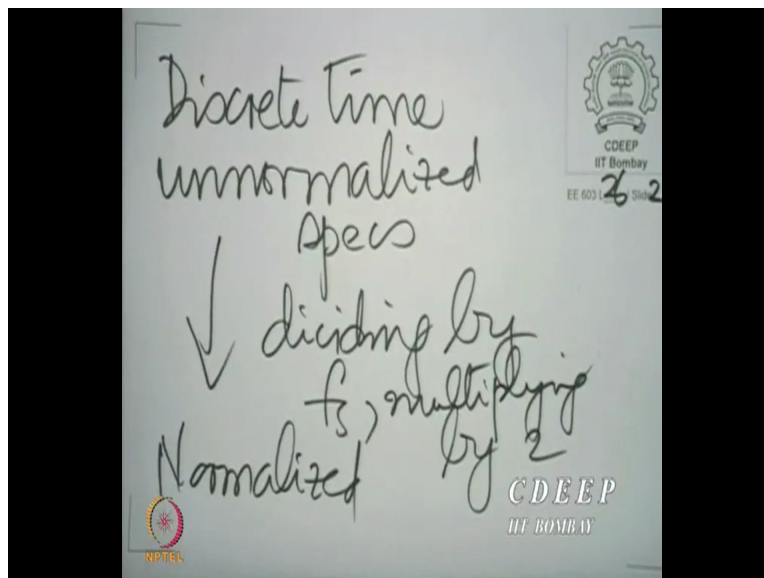 Discrete Time
unnormalized
specs
dividing by
fs, multiplying
by 2
Normalized
CDEEP
IIT Bombay
EE 603 L 26 / Slide 2
CDEEP
IIT BOMBAY
NPTEL